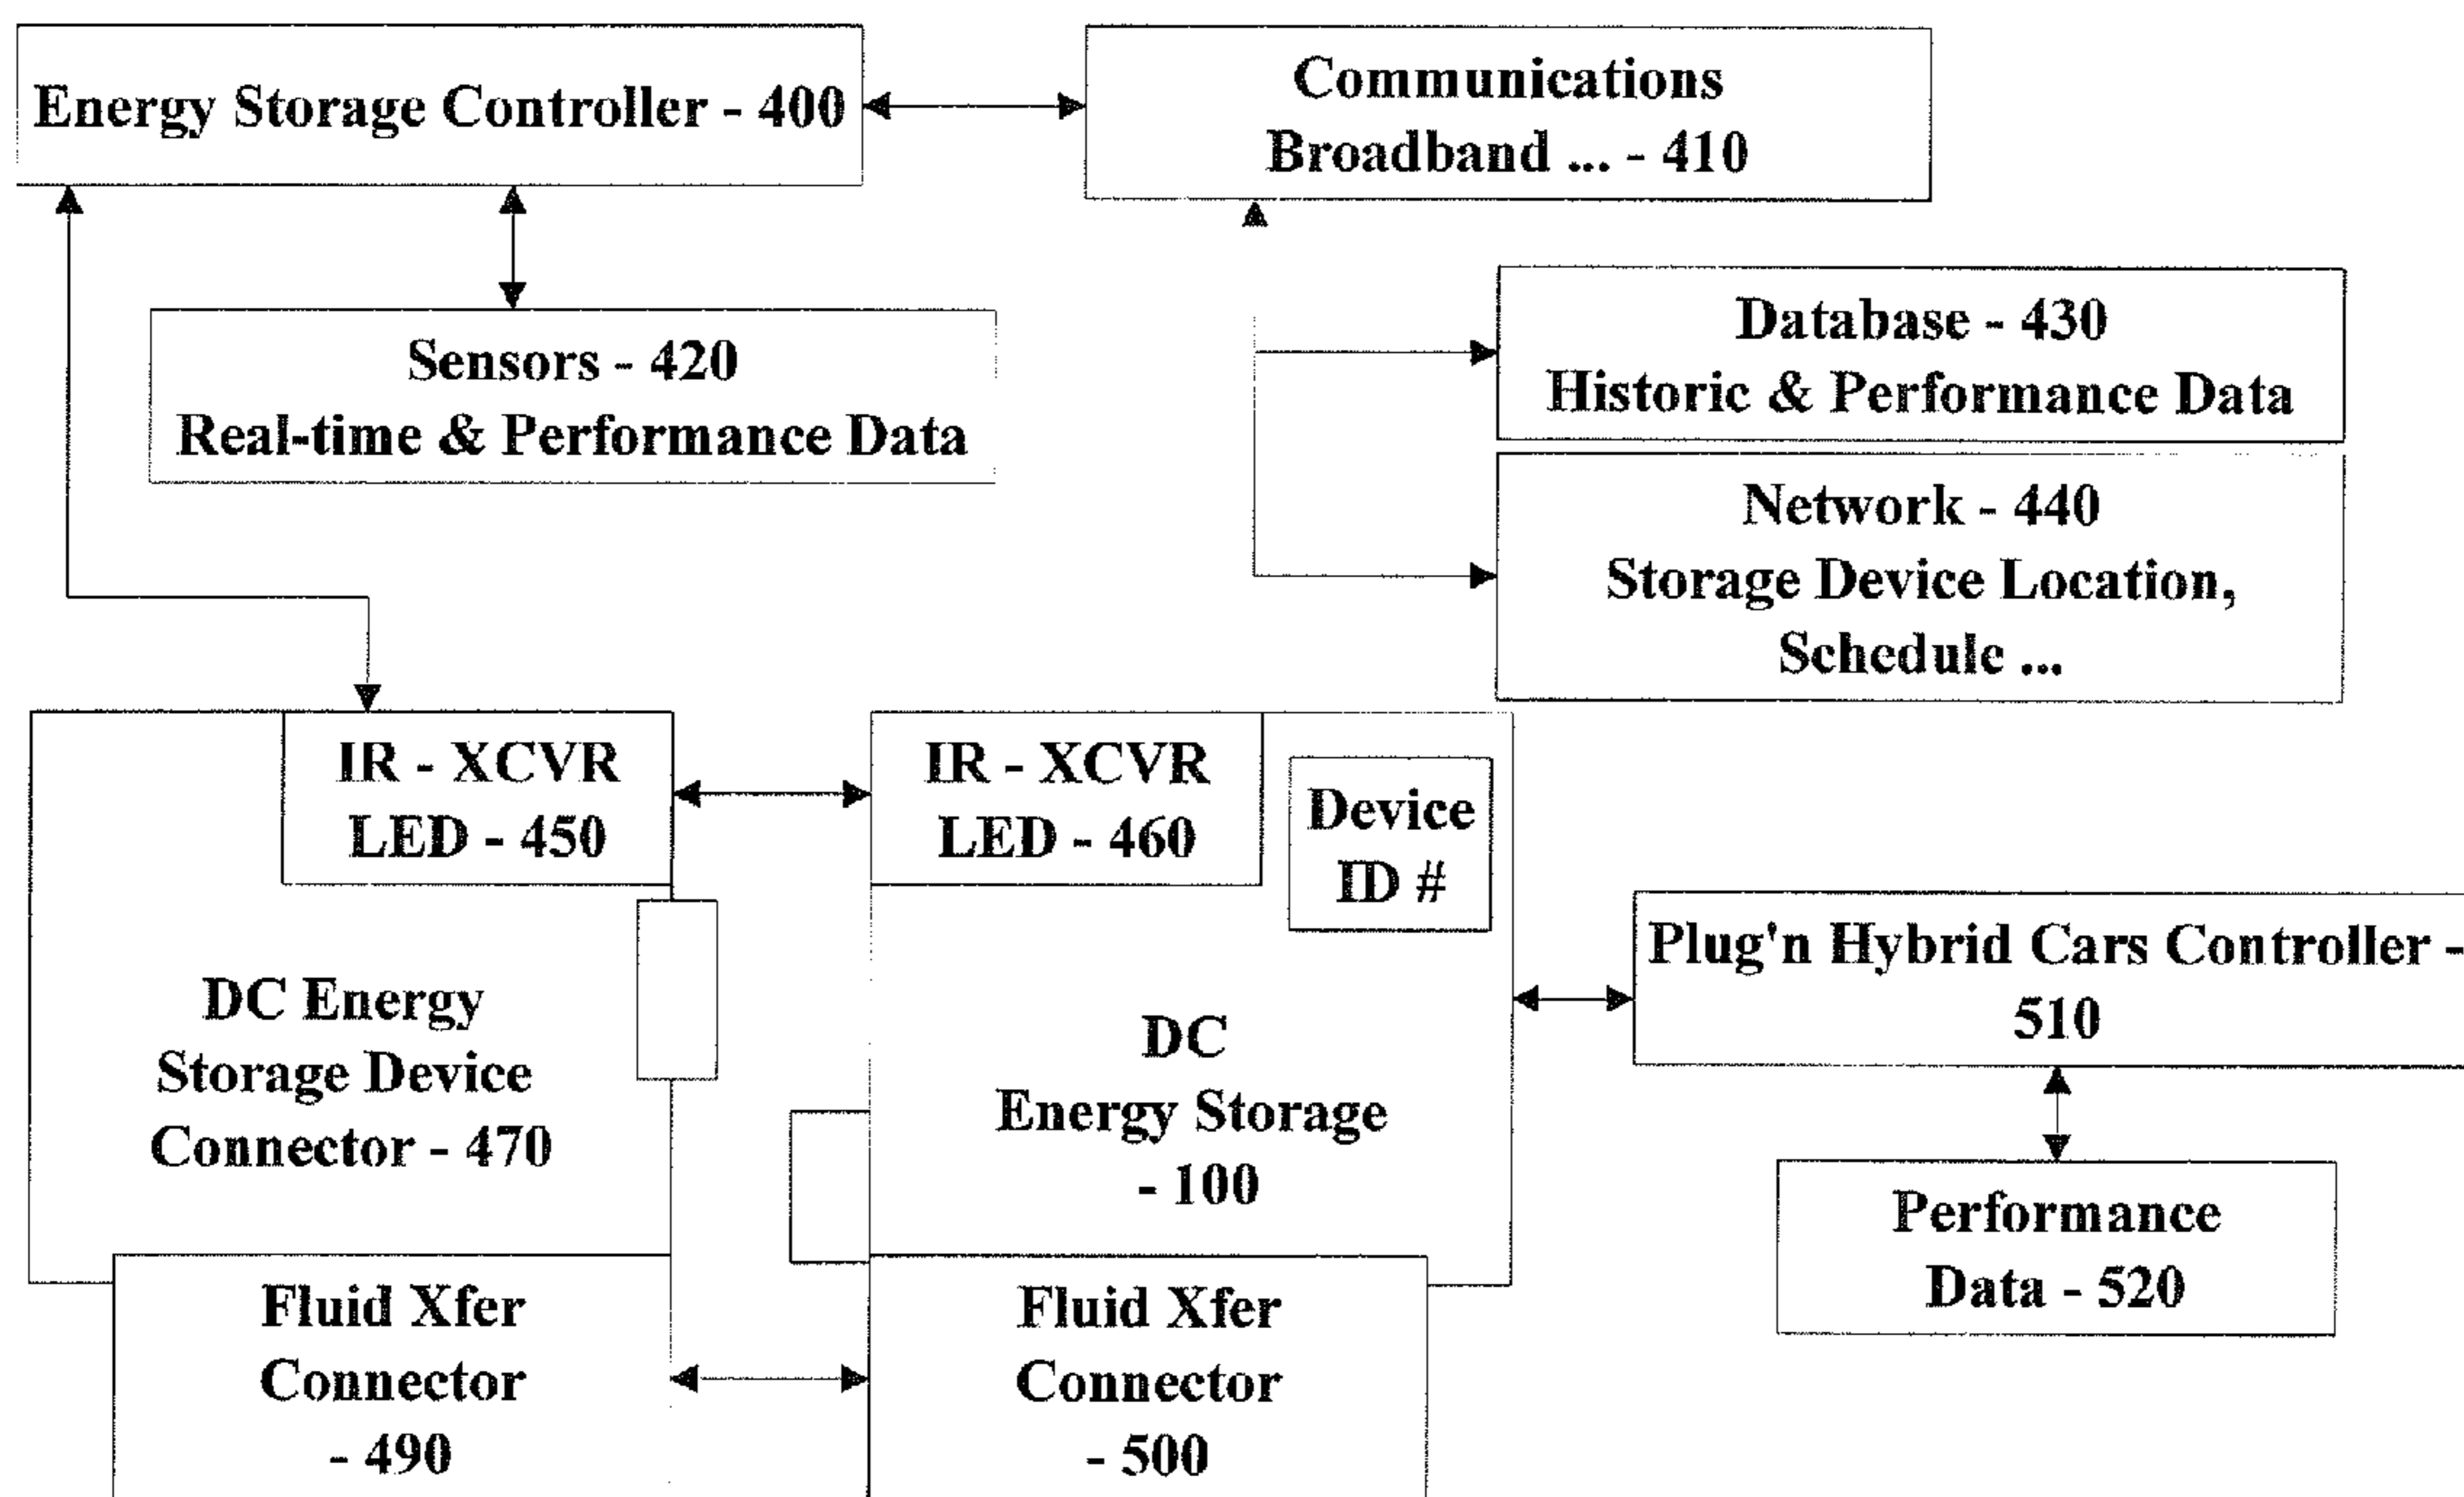 Energy Storage Controller - 400
Communications
Broadband ... - 410
Sensors - 420
Real-time & Performance Data
Database - 430
Historic & Performance Data
Network - 440
Storage Device Location,
Schedule ...
IR - XCVR
LED - 450
IR - XCVR
LED - 460
Device
ID #
DC Energy
Storage Device
Connector - 470
DC
Energy Storage
- 100
Plug'n Hybrid Cars Controller -
510
Performance
Data - 520
Fluid Xfer
Connector
- 490
Fluid Xfer
Connector
- 500